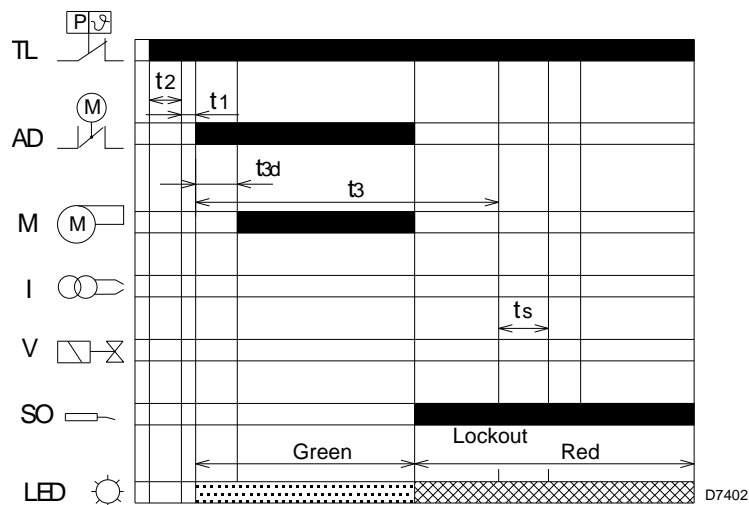 P ϑ
TL
t2
t1
M
AD
t3d
t3
M M
I
ts
V
SO
Lockout
Green Red
LED
D7402